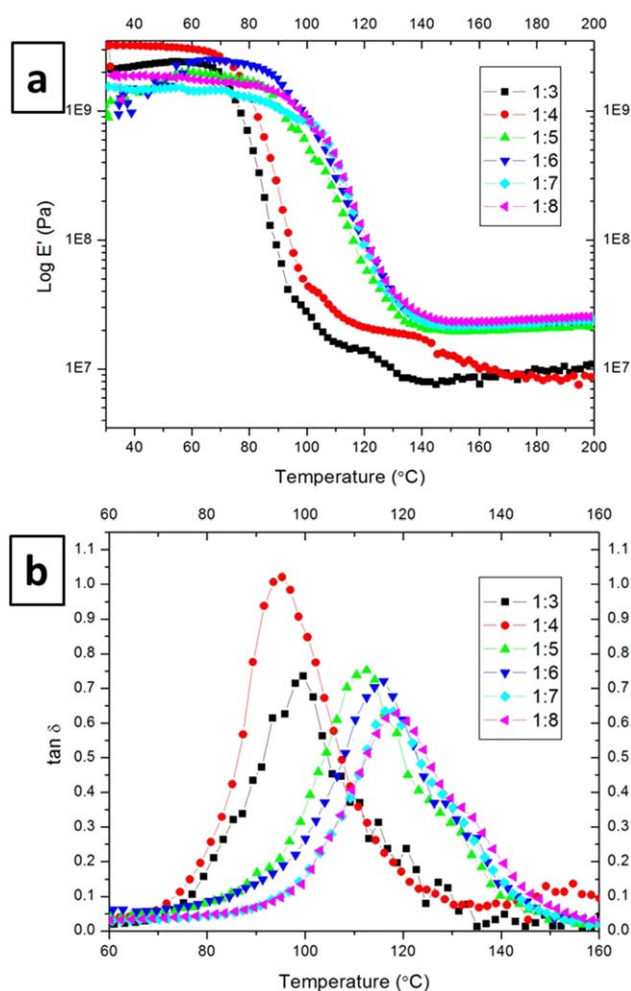 40 60 80 100 120 140 160 180 200
a
1E9 1E9
1E8 1E8
1E7 1E7
Log E' (Pa)
1:3
1:4
1:5
1:6
1:7
1:8
40 60 80 100 120 140 160 180 200
Temperature (°C)
60 80 100 120 140 160
b
1.1 1.1
1.0 1.0
0.9 0.9
0.8 0.8
0.7 0.7
0.6 0.6
0.5 0.5
0.4 0.4
0.3 0.3
0.2 0.2
0.1 0.1
0.0 0.0
tan δ
1:3
1:4
1:5
1:6
1:7
1:8
60 80 100 120 140 160
Temperature (°C)